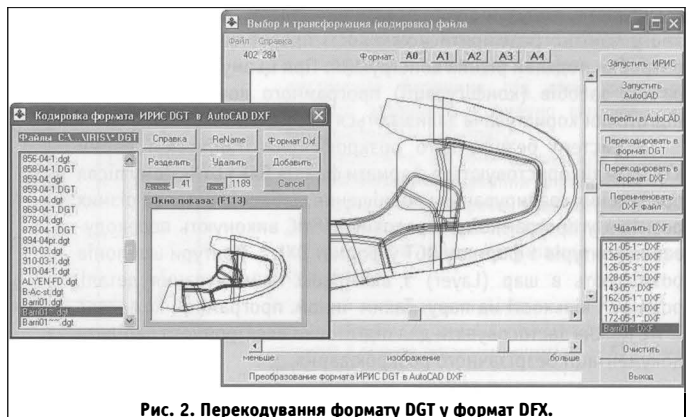 Выбор и трансформация (кодировка) файла
Файл Справка
402 284
Формат: A0 A1 A2 A3 A4
Запустить ИРИС
Запустить
AutoCAD
Перейти в AutoCAD
Перекодировать в
формат DGT
Перекодировать в
формат DXF
Переименовать
DXF файл
Удалить DXF
121-05-1~.DXF
126-05-1~.DXF
126-05-3~.DXF
128-05-1~.DXF
143-05~.DXF
162-05-1~.DXF
170-05-1~.DXF
172-05-1~.DXF
Bam01~.DXF
Очистить
Выход
меньше изображение больше
Преобразование формата ИРИС DGT в AutoCAD DXF
Кодировка формата ИРИС DGT в AutoCAD DXF
Файлы C:\...\IRIS\*.DGT
Справка ReName Формат Dxf
Разделить Удалить Добавить
41 1189 Cancel
Окно показа: (F113)
856-04-1.dgt
858-04-1.DGT
859-04.dgt
859-04-1.DGT
869-04.dgt
869-04-1.DGT
878-04.dgt
878-04-1.DGT
894-04pr.dgt
910-03.dgt
910-03-1.dgt
910-04-1.dgt
ALYEN-FD.dgt
B-Ac-st.dgt
Bam01.dgt
Bam01~.dgt
Bam01~~.dgt
Рис. 2. Перекодування формату DGT у формат DFX.